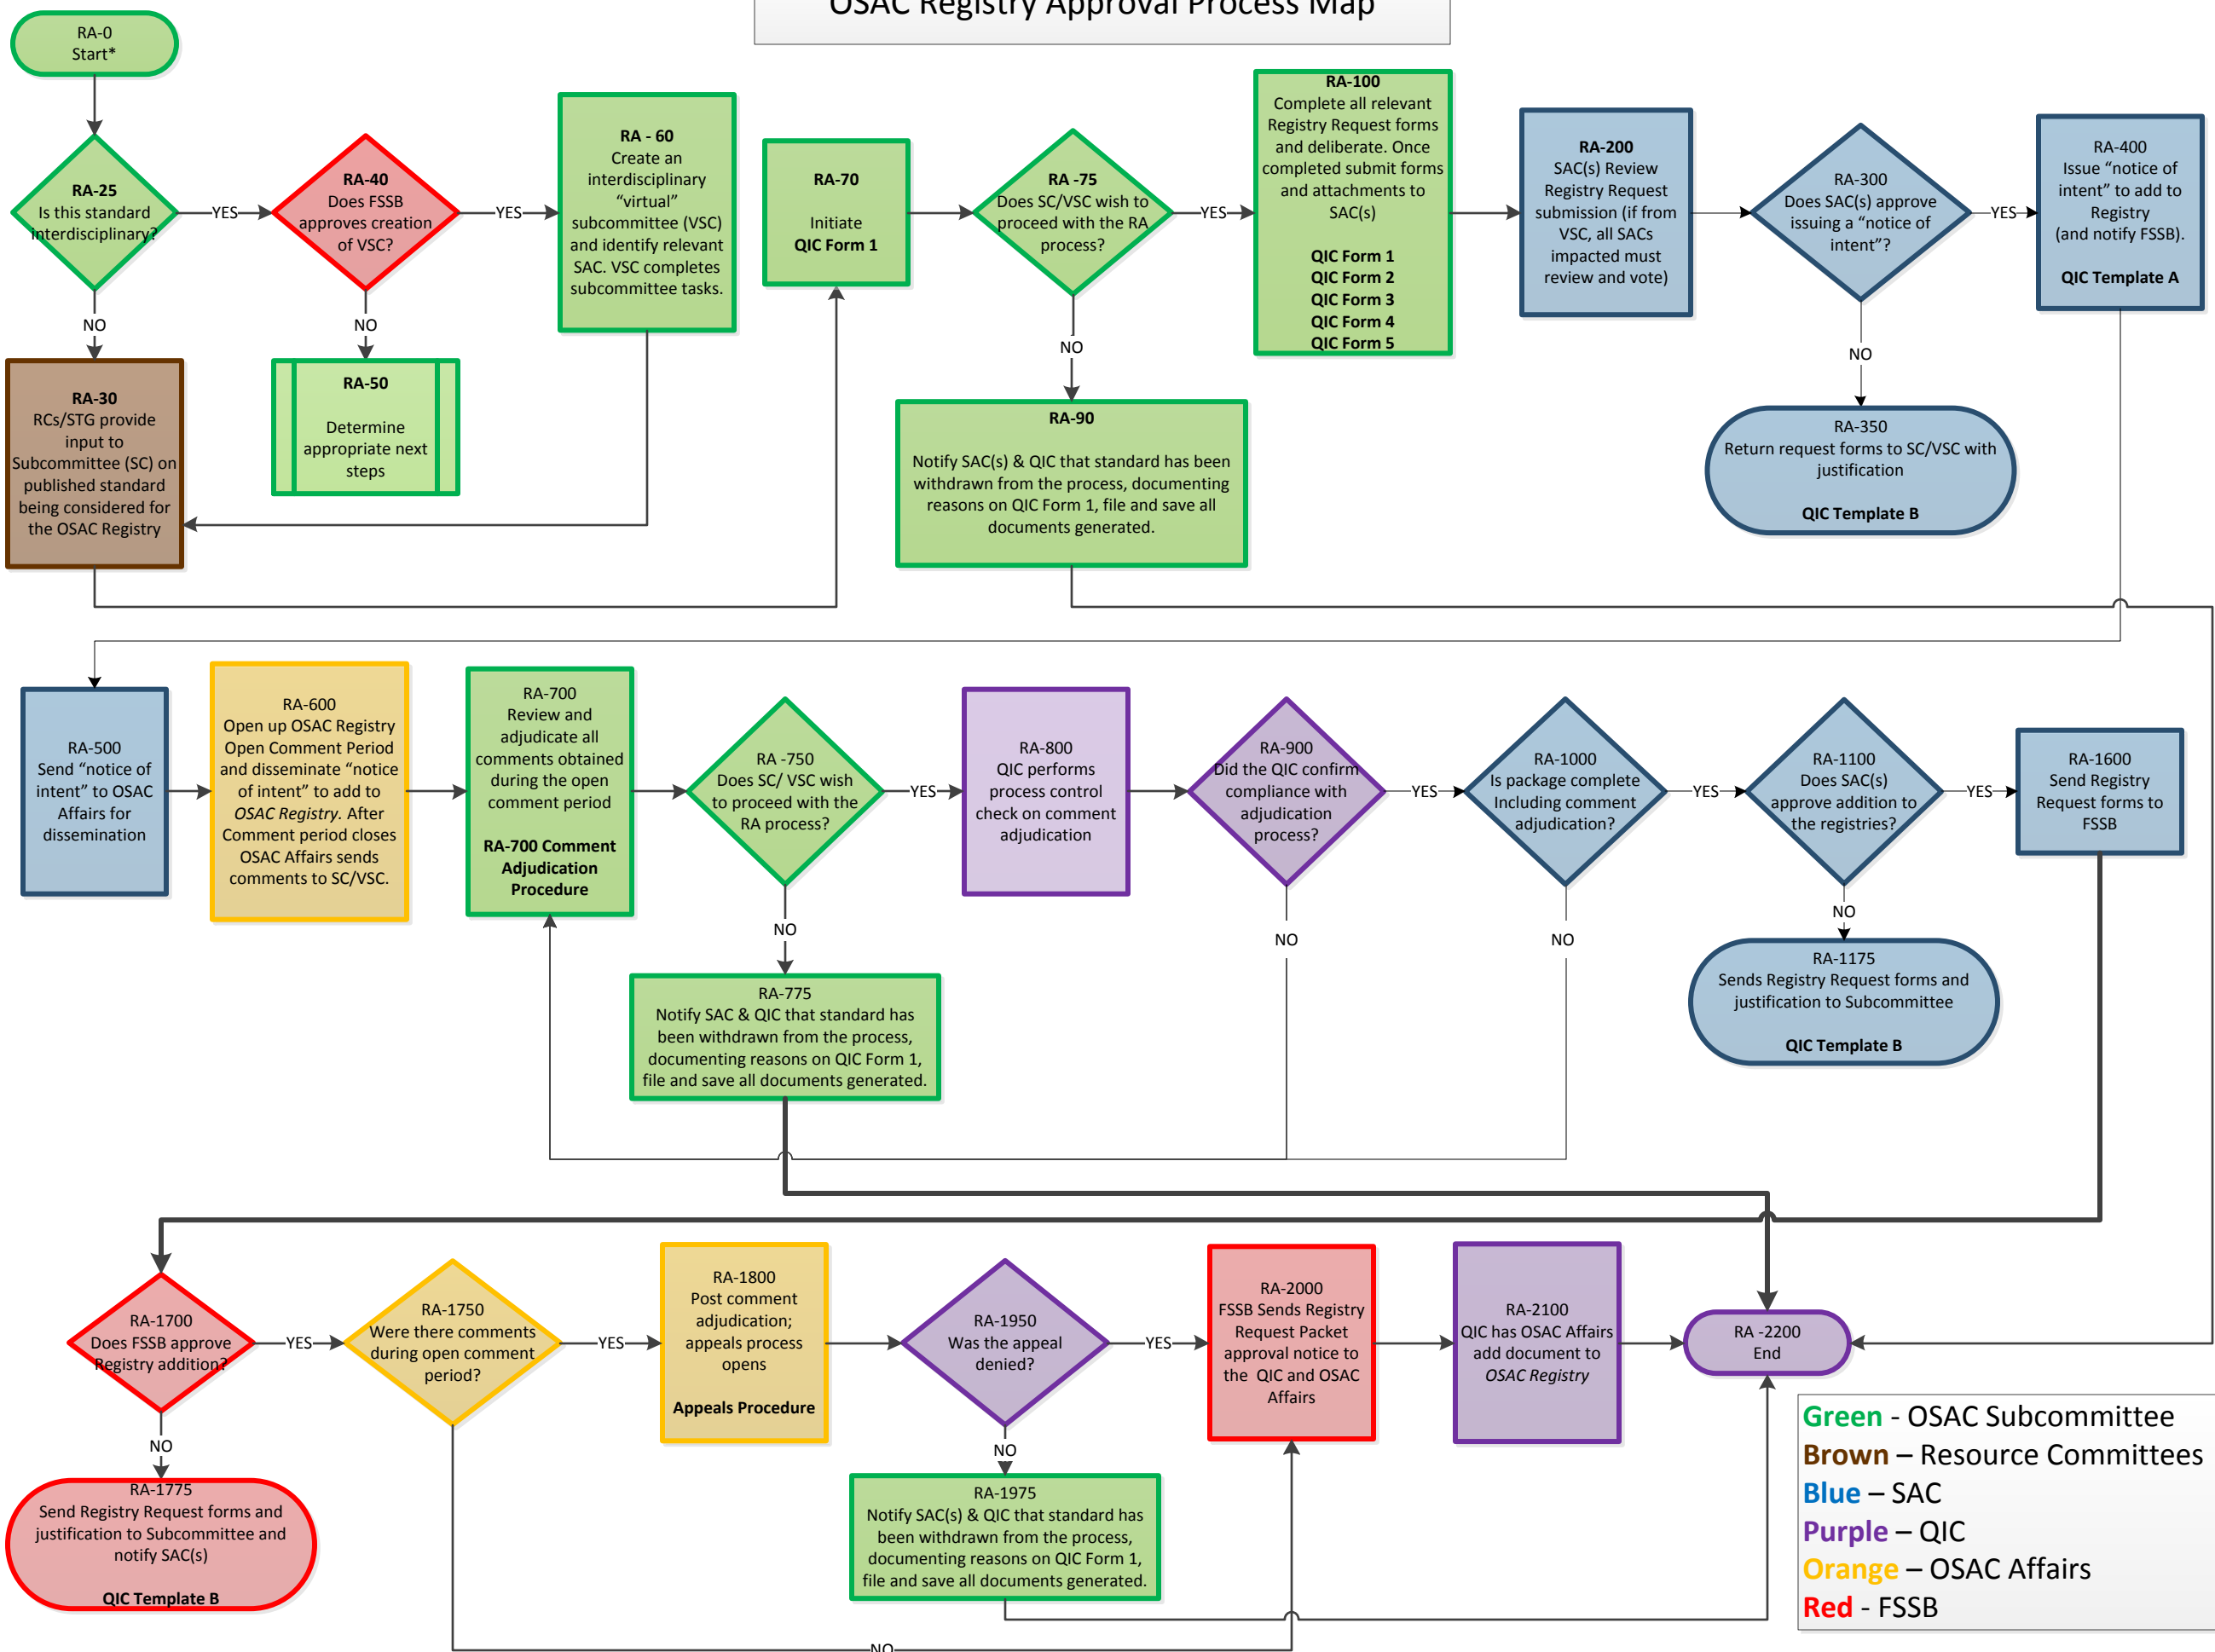 OSAC Registry Approval Process Map
RA-0
Start*
RA-25
Is this standard
interdisciplinary?
YES
NO
RA-40
Does FSSB
approves creation
of VSC?
YES
NO
RA - 60
Create an
interdisciplinary
“virtual”
subcommittee (VSC)
and identify relevant
SAC. VSC completes
subcommittee tasks.
RA-70
Initiate
QIC Form 1
RA -75
Does SC/VSC wish to
proceed with the RA
process?
YES
NO
RA-100
Complete all relevant
Registry Request forms
and deliberate. Once
completed submit forms
and attachments to
SAC(s)
QIC Form 1
QIC Form 2
QIC Form 3
QIC Form 4
QIC Form 5
RA-200
SAC(s) Review
Registry Request
submission (if from
VSC, all SACs
impacted must
review and vote)
RA-300
Does SAC(s) approve
issuing a “notice of
intent”?
YES
NO
RA-400
Issue “notice of
intent” to add to
Registry
(and notify FSSB).
QIC Template A
RA-30
RCs/STG provide
input to
Subcommittee (SC) on
published standard
being considered for
the OSAC Registry
RA-50
Determine
appropriate next
steps
RA-90
Notify SAC(s) & QIC that standard has been
withdrawn from the process, documenting
reasons on QIC Form 1, file and save all
documents generated.
RA-350
Return request forms to SC/VSC with
justification
QIC Template B
RA-500
Send “notice of
intent” to OSAC
Affairs for
dissemination
RA-600
Open up OSAC Registry
Open Comment Period
and disseminate “notice
of intent” to add to
OSAC Registry. After
Comment period closes
OSAC Affairs sends
comments to SC/VSC.
RA-700
Review and
adjudicate all
comments obtained
during the open
comment period
RA-700 Comment
Adjudication
Procedure
RA -750
Does SC/ VSC wish
to proceed with the
RA process?
YES
NO
RA-800
QIC performs
process control
check on comment
adjudication
RA-900
Did the QIC confirm
compliance with
adjudication
process?
YES
NO
RA-1000
Is package complete
Including comment
adjudication?
YES
NO
RA-1100
Does SAC(s)
approve addition to
the registries?
YES
NO
RA-1600
Send Registry
Request forms to
FSSB
RA-775
Notify SAC & QIC that standard has
been withdrawn from the process,
documenting reasons on QIC Form 1,
file and save all documents generated.
RA-1175
Sends Registry Request forms and
justification to Subcommittee
QIC Template B
RA-1700
Does FSSB approve
Registry addition?
YES
NO
RA-1750
Were there comments
during open comment
period?
YES
NO
RA-1800
Post comment
adjudication;
appeals process
opens
Appeals Procedure
RA-1950
Was the appeal
denied?
YES
NO
RA-2000
FSSB Sends Registry
Request Packet
approval notice to
the QIC and OSAC
Affairs
RA-2100
QIC has OSAC Affairs
add document to
OSAC Registry
RA -2200
End
RA-1775
Send Registry Request forms and
justification to Subcommittee and
notify SAC(s)
QIC Template B
RA-1975
Notify SAC(s) & QIC that standard has
been withdrawn from the process,
documenting reasons on QIC Form 1,
file and save all documents generated.
Green - OSAC Subcommittee
Brown – Resource Committees
Blue – SAC
Purple – QIC
Orange – OSAC Affairs
Red - FSSB